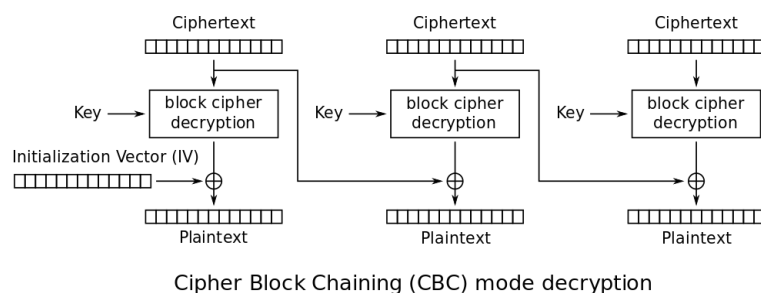 Ciphertext
Ciphertext
Ciphertext
Key
block cipher
decryption
Key
block cipher
decryption
Key
block cipher
decryption
Initialization Vector (IV)
Plaintext
Plaintext
Plaintext
Cipher Block Chaining (CBC) mode decryption